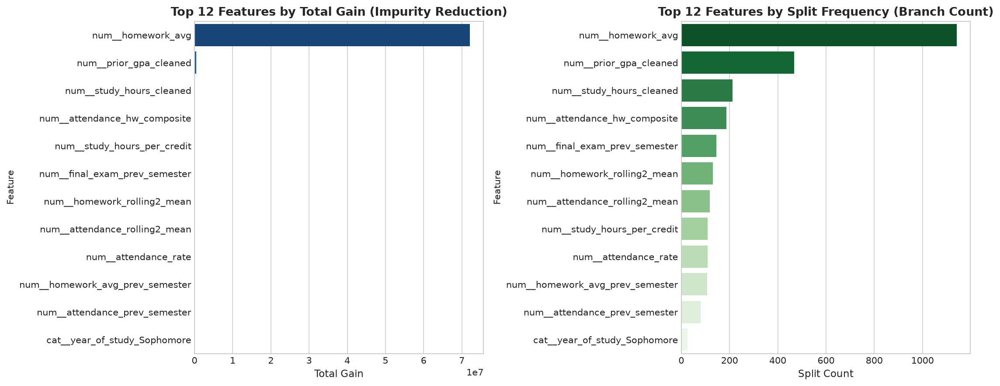 Top 12 Features by Total Gain (Impurity Reduction)
num__homework_avg
num__prior_gpa_cleaned
num__study_hours_cleaned
num__attendance_hw_composite
num__study_hours_per_credit
num__final_exam_prev_semester
num__homework_rolling2_mean
num__attendance_rolling2_mean
num__attendance_rate
num__homework_avg_prev_semester
num__attendance_prev_semester
cat__year_of_study_Sophomore
Feature
0 1 2 3 4 5 6 7
1e7
Total Gain
Top 12 Features by Split Frequency (Branch Count)
num__homework_avg
num__prior_gpa_cleaned
num__study_hours_cleaned
num__attendance_hw_composite
num__final_exam_prev_semester
num__homework_rolling2_mean
num__attendance_rolling2_mean
num__study_hours_per_credit
num__attendance_rate
num__homework_avg_prev_semester
num__attendance_prev_semester
cat__year_of_study_Sophomore
Feature
0 200 400 600 800 1000
Split Count